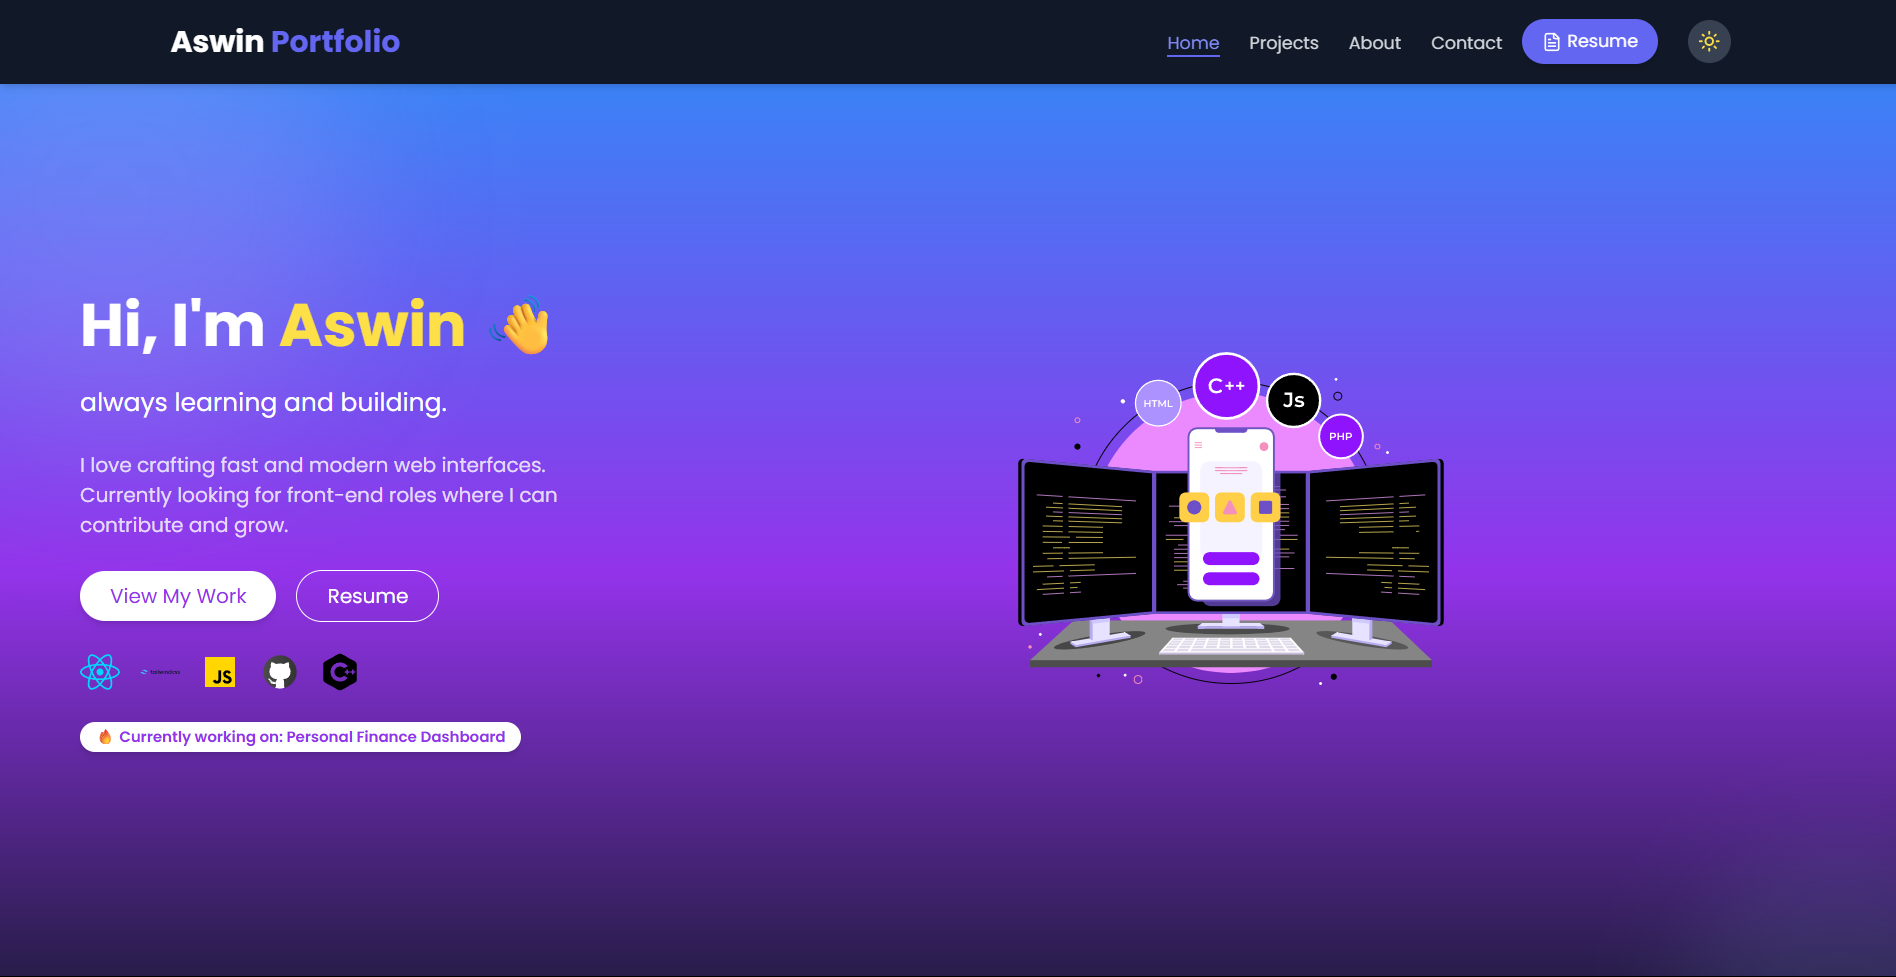 Aswin Portfolio
Home
Projects
About
Contact
Resume
Hi, I'm Aswin 👋
always learning and building.
I love crafting fast and modern web interfaces.
Currently looking for front-end roles where I can
contribute and grow.
View My Work
Resume
tailwindcss
JS
C++
🔥 Currently working on: Personal Finance Dashboard
HTML
C++
Js
PHP